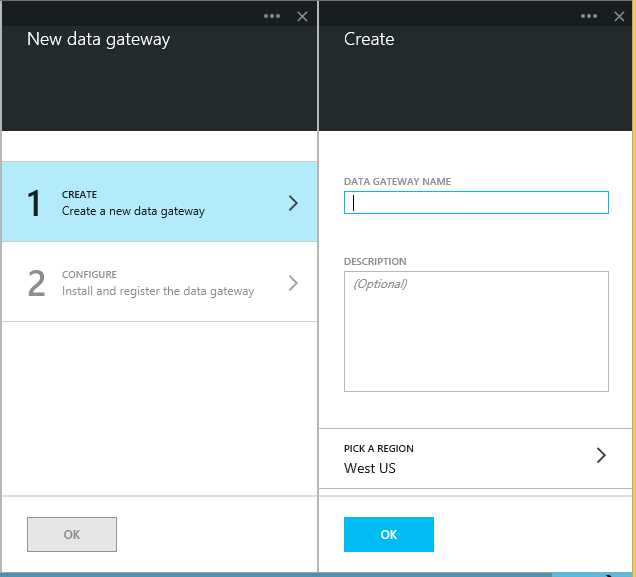 New data gateway
1
CREATE
Create a new data gateway
2
CONFIGURE
Install and register the data gateway
OK
Create
DATA GATEWAY NAME
DESCRIPTION
(Optional)
PICK A REGION
West US
OK